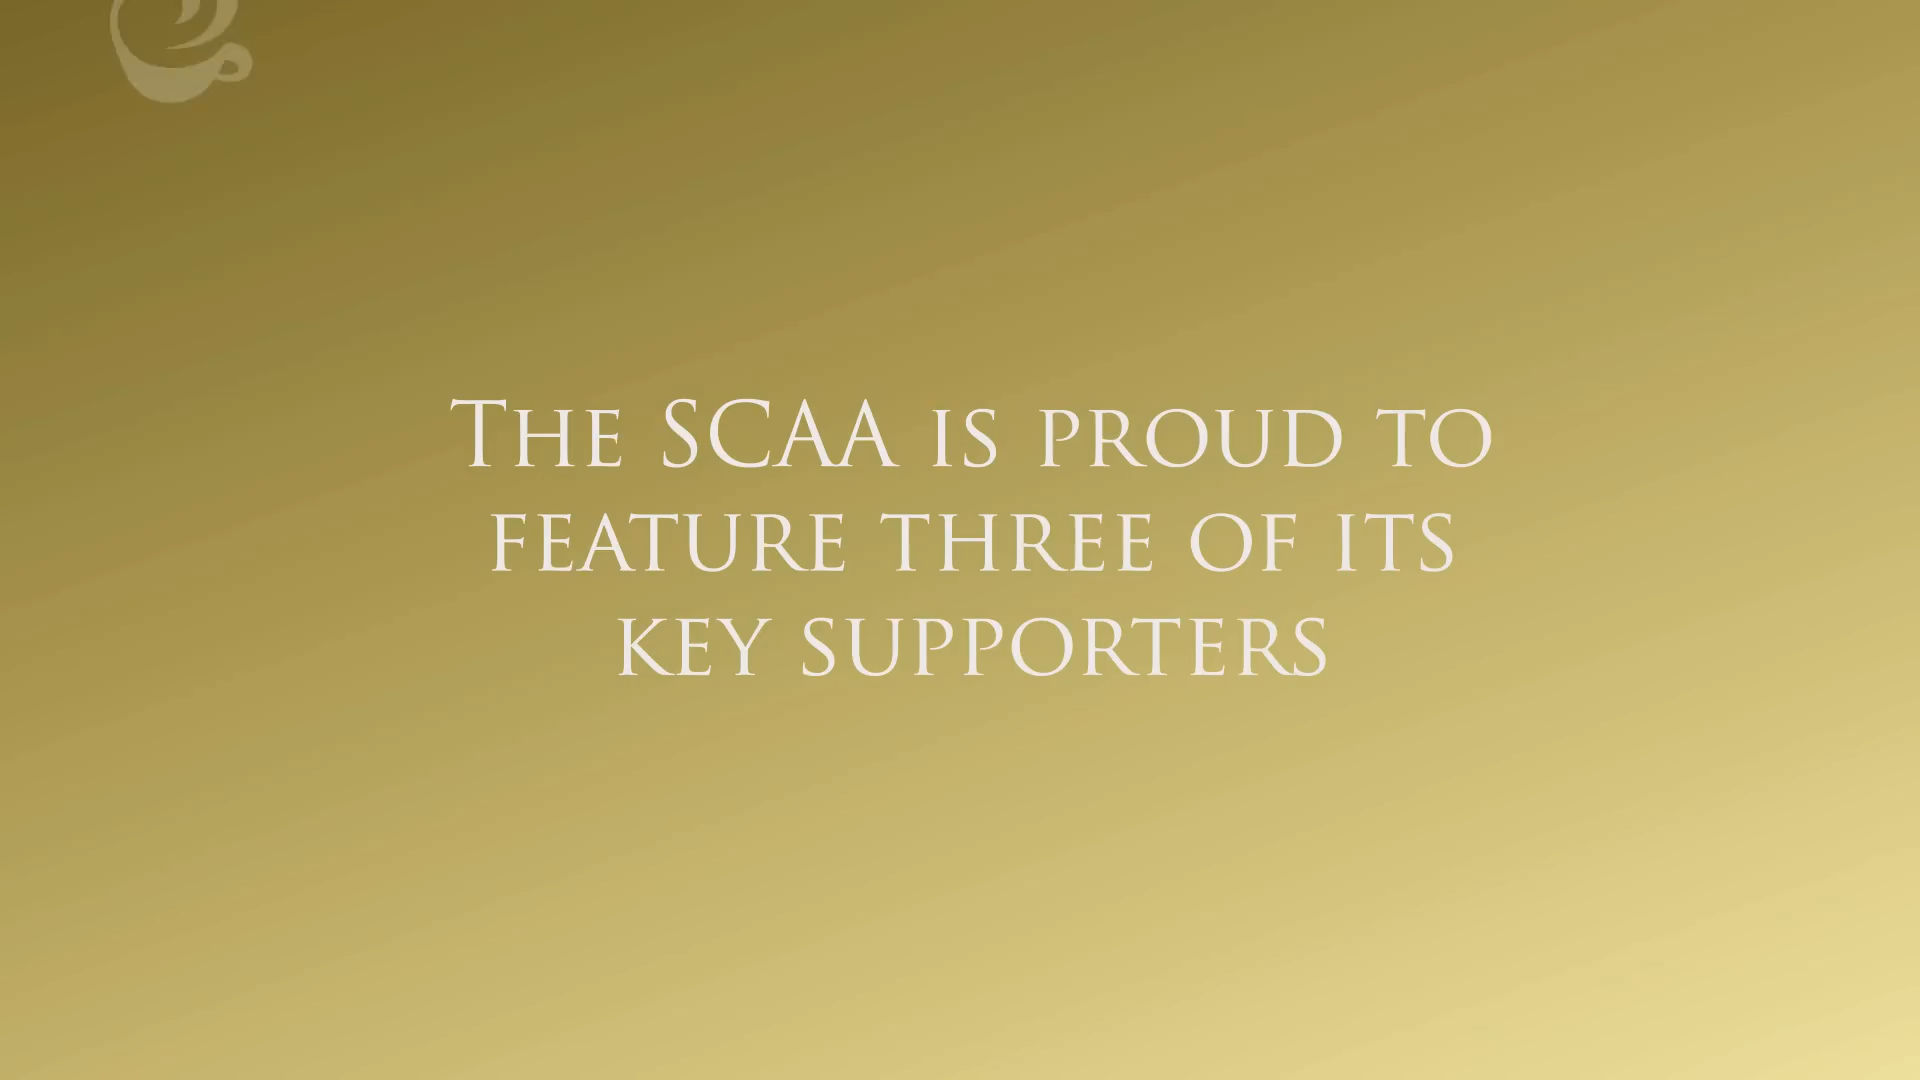 The SCAA is proud to
feature three of its
key supporters